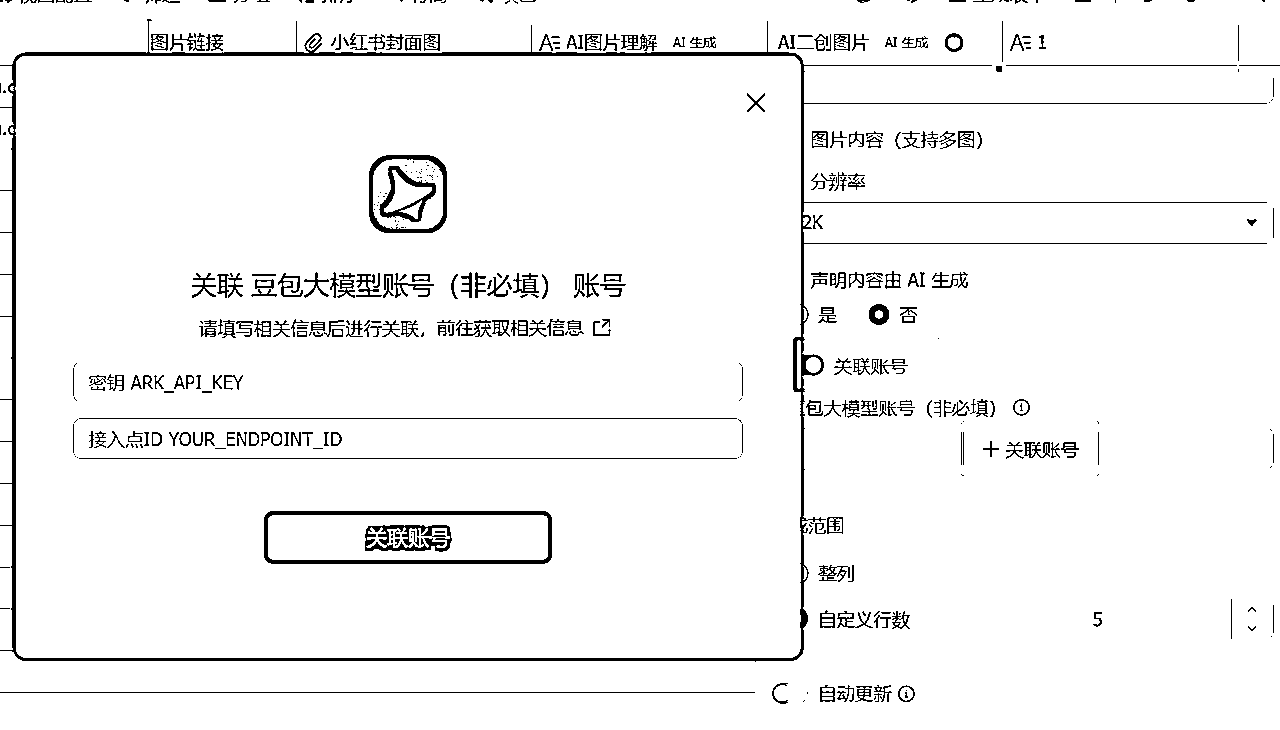 图片链接 小红书封面图 AI图片理解 AI 生成 AI二创图片 AI 生成 1
关联 豆包大模型账号（非必填） 账号
请填写相关信息后进行关联，前往获取相关信息
密钥 ARK_API_KEY
接入点ID YOUR_ENDPOINT_ID
关联账号
图片内容（支持多图）
分辨率
2K
声明内容由 AI 生成
是 否
关联账号
包大模型账号（非必填）
+ 关联账号
范围
整列
自定义行数 5
自动更新